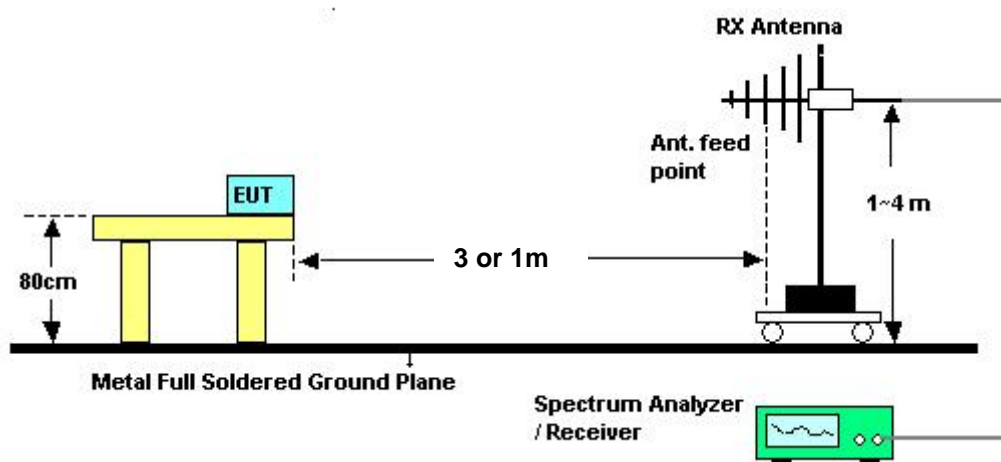 RX Antenna
Ant. feed
point
EUT
1~4 m
3 or 1m
80cm
Metal Full Soldered Ground Plane
Spectrum Analyzer
/ Receiver